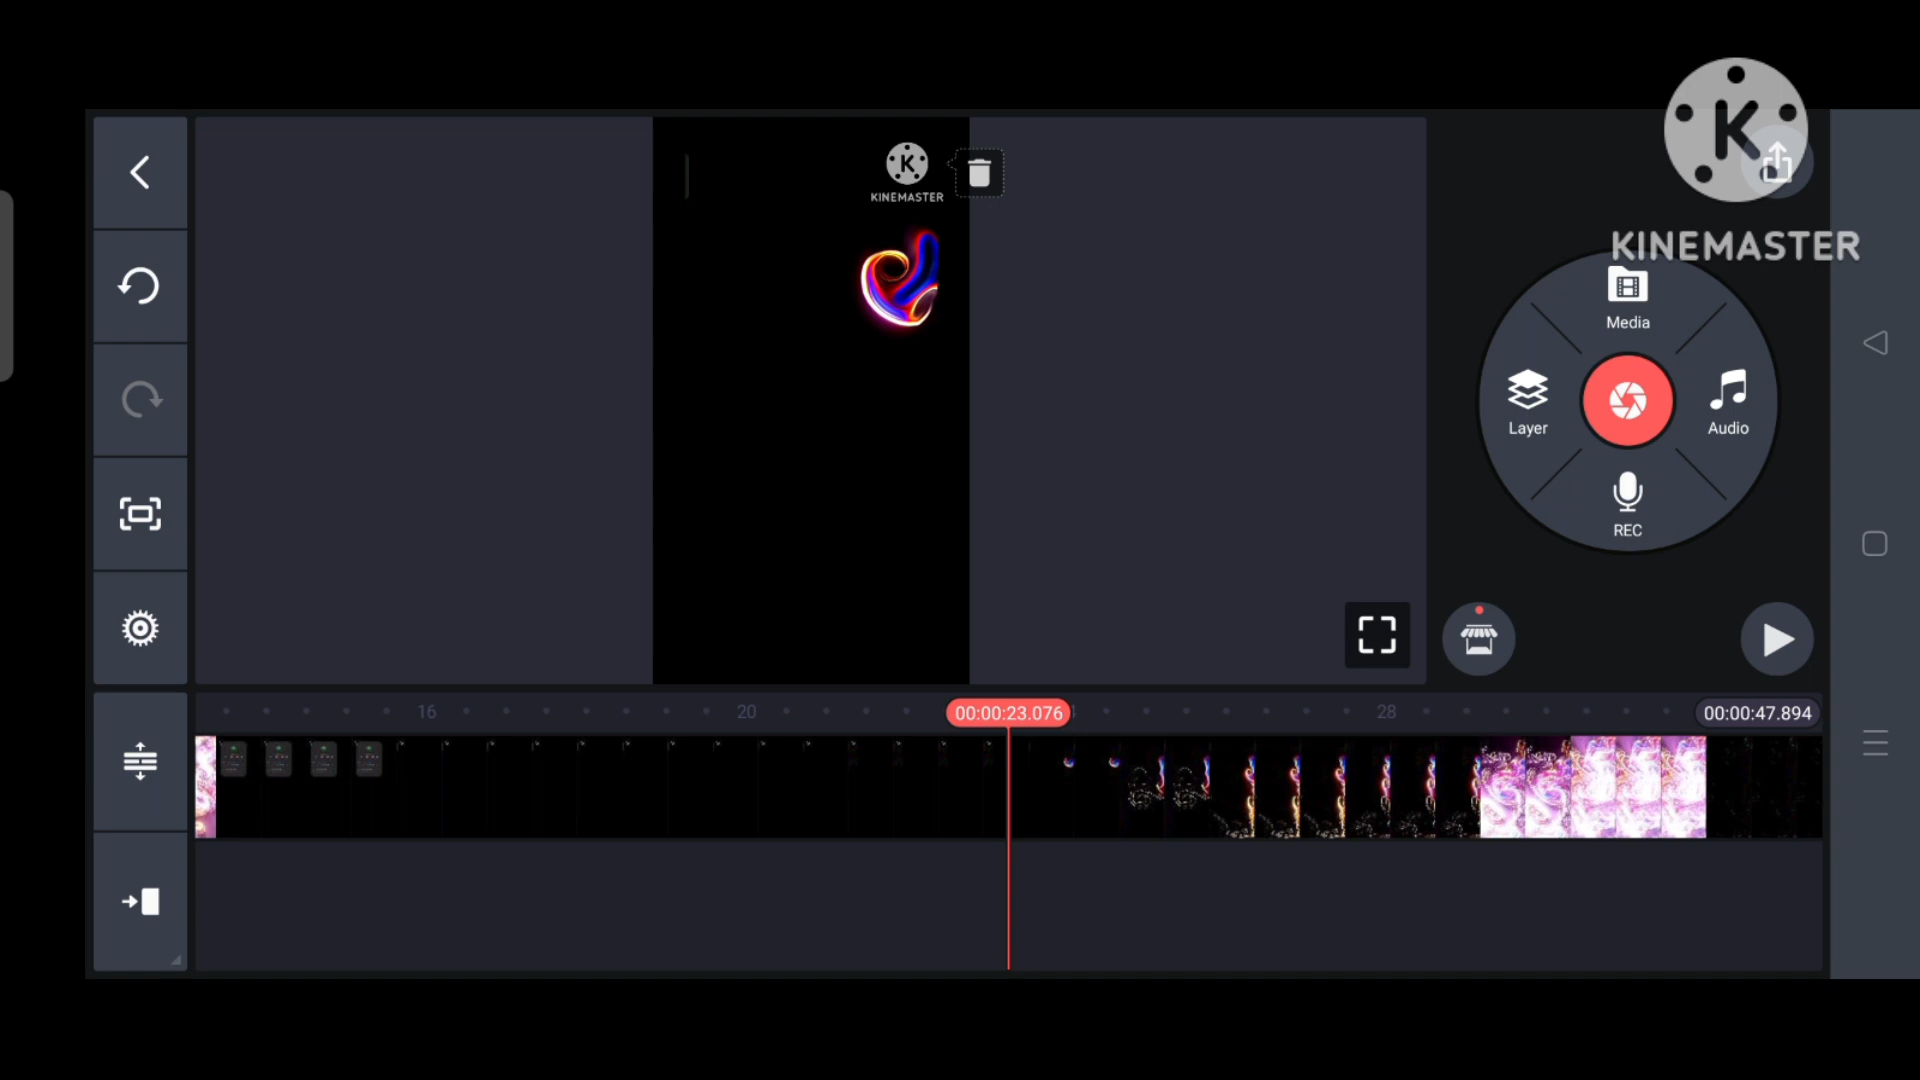 KINEMASTER
KINEMASTER
Media
Layer
Audio
REC
16
20
00:00:23.076
28
00:00:47.894